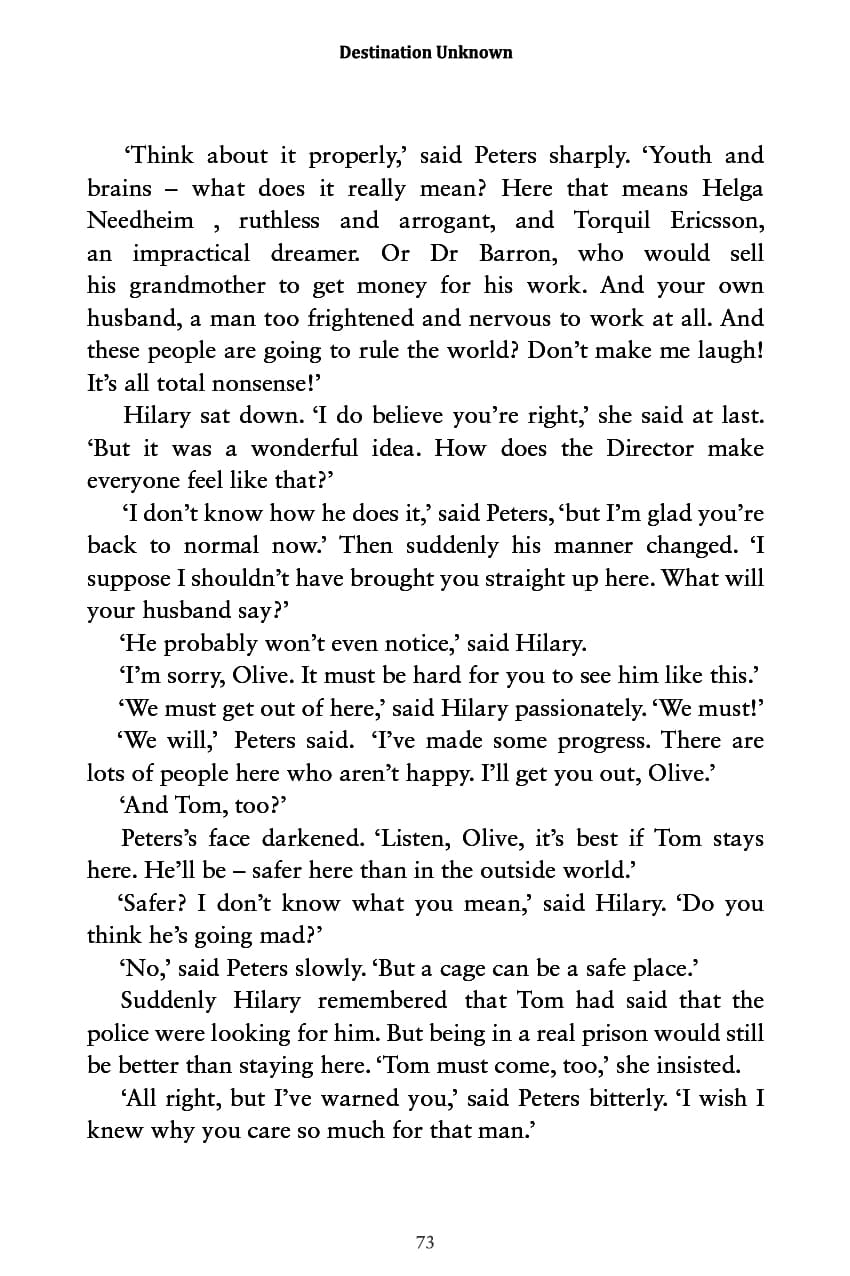 Destination Unknown
‘Think about it properly,’ said Peters sharply. ‘Youth and
brains – what does it really mean? Here that means Helga
Needheim , ruthless and arrogant, and Torquil Ericsson,
an impractical dreamer. Or Dr Barron, who would sell
his grandmother to get money for his work. And your own
husband, a man too frightened and nervous to work at all. And
these people are going to rule the world? Don’t make me laugh!
It’s all total nonsense!’
Hilary sat down. ‘I do believe you’re right,’ she said at last.
‘But it was a wonderful idea. How does the Director make
everyone feel like that?’
‘I don’t know how he does it,’ said Peters, ‘but I’m glad you’re
back to normal now.’ Then suddenly his manner changed. ‘I
suppose I shouldn’t have brought you straight up here. What will
your husband say?’
‘He probably won’t even notice,’ said Hilary.
‘I’m sorry, Olive. It must be hard for you to see him like this.’
‘We must get out of here,’ said Hilary passionately. ‘We must!’
‘We will,’ Peters said. ‘I’ve made some progress. There are
lots of people here who aren’t happy. I’ll get you out, Olive.’
‘And Tom, too?’
Peters’s face darkened. ‘Listen, Olive, it’s best if Tom stays
here. He’ll be – safer here than in the outside world.’
‘Safer? I don’t know what you mean,’ said Hilary. ‘Do you
think he’s going mad?’
‘No,’ said Peters slowly. ‘But a cage can be a safe place.’
Suddenly Hilary remembered that Tom had said that the
police were looking for him. But being in a real prison would still
be better than staying here. ‘Tom must come, too,’ she insisted.
‘All right, but I’ve warned you,’ said Peters bitterly. ‘I wish I
knew why you care so much for that man.’
73